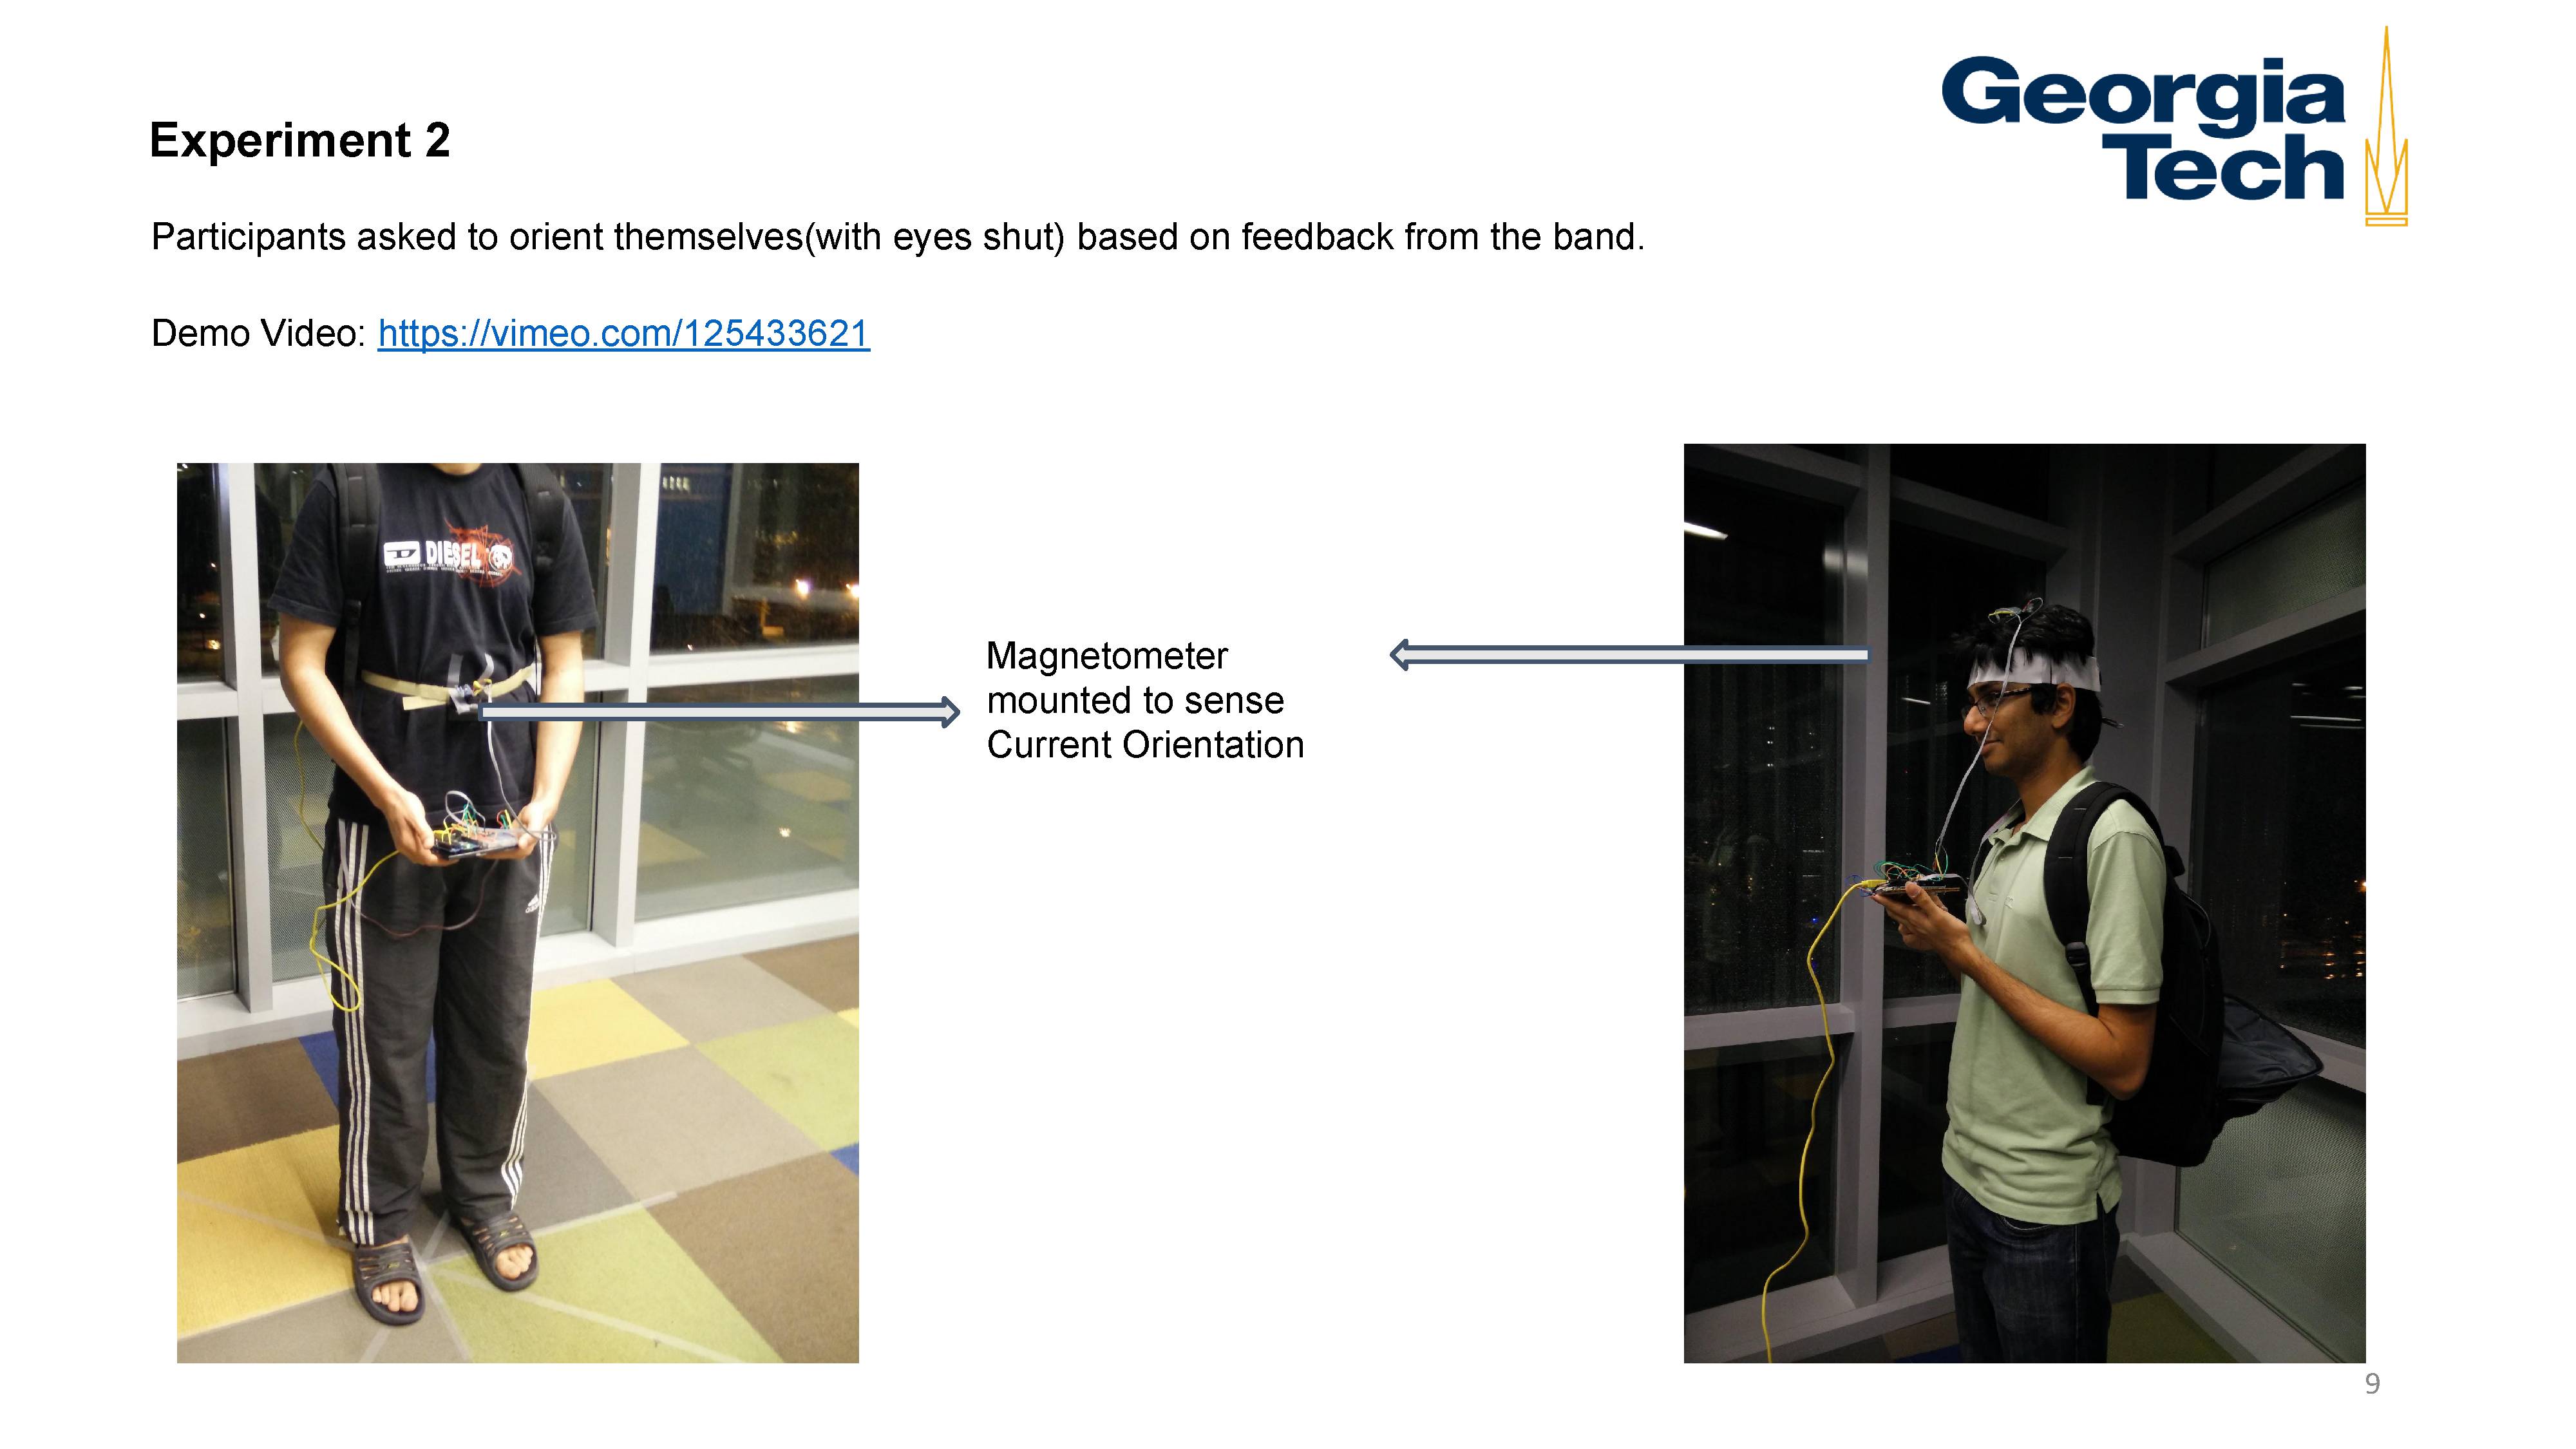 Georgia
Tech
Experiment 2
Participants asked to orient themselves(with eyes shut) based on feedback from the band.
Demo Video: https://vimeo.com/125433621
DIESEL
adidas
Magnetometer
mounted to sense
Current Orientation
9